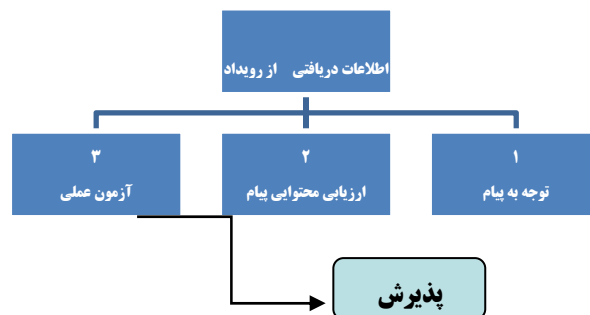 اطلاعات دریافتی از رویداد
۱
توجه به پیام
۲
ارزیابی محتوایی پیام
۳
آزمون عملی
پذیرش